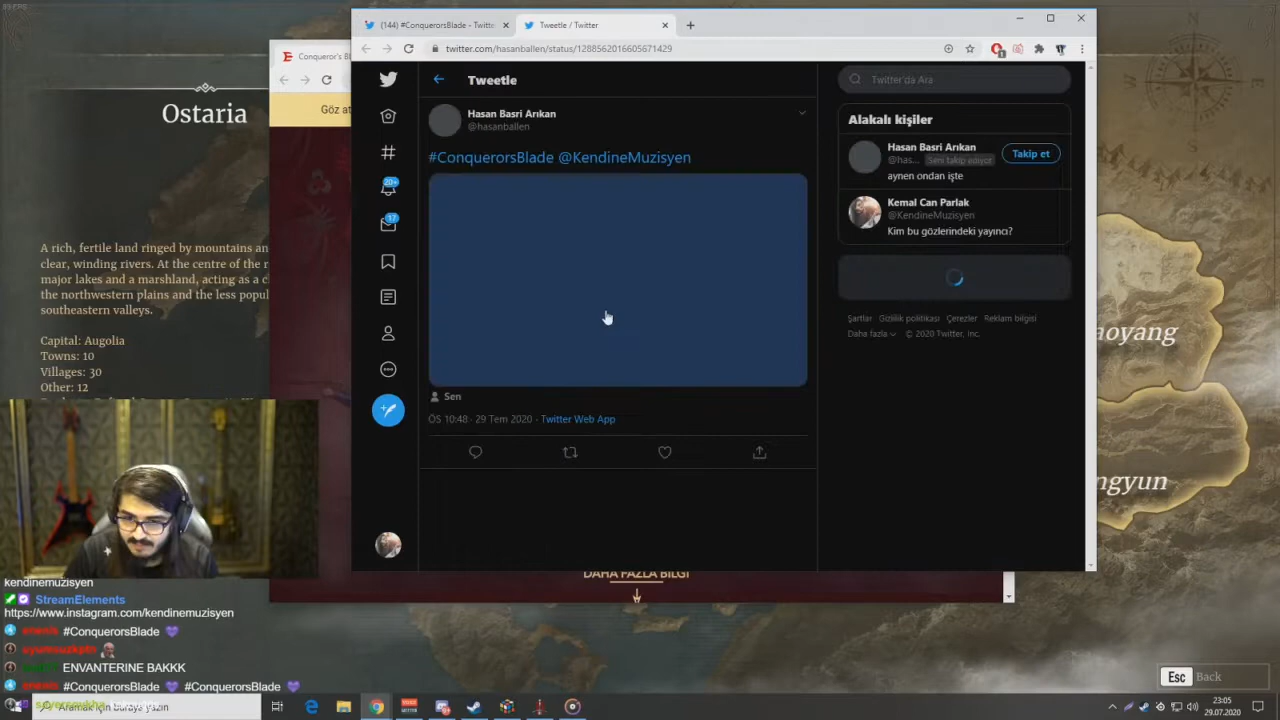 Ostaria
A rich, fertile land ringed by mountains an
clear, winding rivers. At the centre of the r
major lakes and a marshland, acting as a c
the northwestern plains and the less popul
southeastern valleys.
Capital: Augolia
Towns: 10
Villages: 30
Other: 12
Conqueror's Bl
Göz at
(144) #ConquerorsBlade - Twitte
Tweetle / Twitter
twitter.com/hasanballen/status/1288562016605671429
Tweetle
Hasan Basri Arıkan
@hasanballen
#ConquerorsBlade @KendineMuzisyen
Sen
ÖS 10:48 · 29 Tem 2020 · Twitter Web App
20+
17
Twitter'da Ara
Alakalı kişiler
Hasan Basri Arıkan
@has... Seni takip ediyor
Takip et
aynen ondan işte
Kemal Can Parlak
@KendineMuzisyen
Kim bu gözlerindeki yayıncı?
Şartlar Gizlilik politikası Çerezler Reklam bilgisi
Daha fazla © 2020 Twitter, Inc.
DAHA FAZLA BİLGİ
aoyang
ngyun
Esc Back
kendinemuzisyen
StreamElements
https://www.instagram.com/kendinemuzisyen
#ConquerorsBlade
ENVANTERINE BAKKK
#ConquerorsBlade #ConquerorsBlade
Aramak için buraya yazın
23:05
29.07.2020